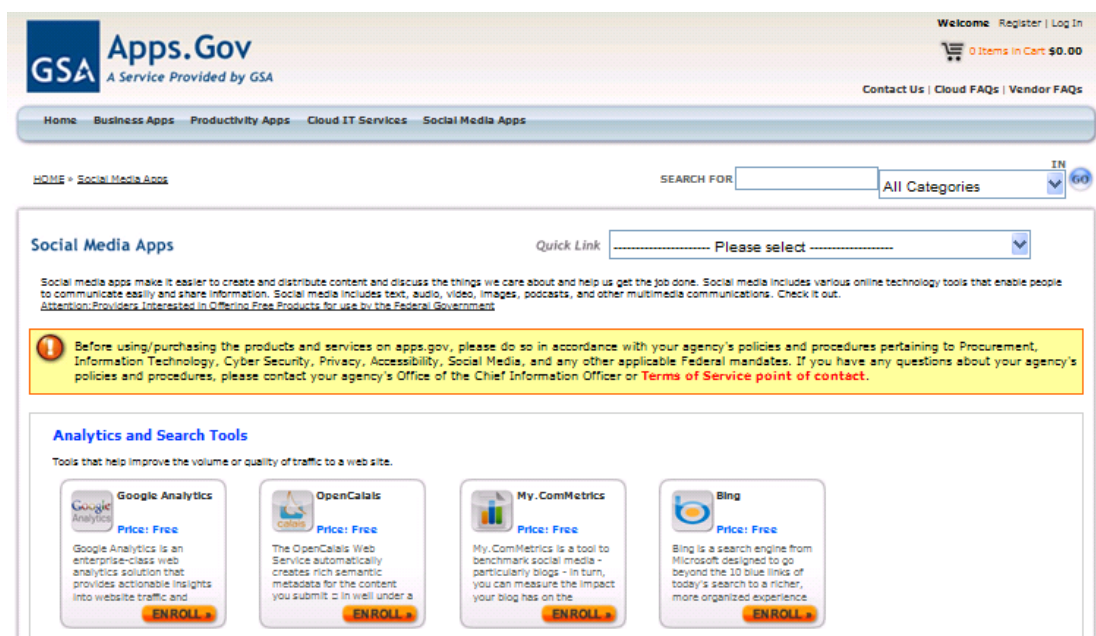 Welcome Register | Log In
GSA
Apps.Gov
A Service Provided by GSA
0 Items in Cart $0.00
Contact Us | Cloud FAQs | Vendor FAQs
Home Business Apps Productivity Apps Cloud IT Services Social Media Apps
HOME » Social Media Apps
SEARCH FOR
IN
All Categories
GO
Social Media Apps
Quick Link
---------------------- Please select -------------------
Social media apps make it easier to create and distribute content and discuss the things we care about and help us get the job done. Social media includes various online technology tools that enable people
to communicate easily and share information. Social media includes text, audio, video, images, podcasts, and other multimedia communications. Check it out.
Attention:Providers Interested in Offering Free Products for use by the Federal Government
Before using/purchasing the products and services on apps.gov, please do so in accordance with your agency's policies and procedures pertaining to Procurement,
Information Technology, Cyber Security, Privacy, Accessibility, Social Media, and any other applicable Federal mandates. If you have any questions about your agency's
policies and procedures, please contact your agency's Office of the Chief Information Officer or Terms of Service point of contact.
Analytics and Search Tools
Tools that help improve the volume or quality of traffic to a web site.
Google Analytics
Google Analytics
Price: Free
Google Analytics is an
enterprise-class web
analytics solution that
provides actionable insights
into website traffic and
ENROLL »
calais
OpenCalais
Price: Free
The OpenCalais Web
Service automatically
creates rich semantic
metadata for the content
you submit :: in well under a
ENROLL »
My.ComMetrics
Price: Free
My.ComMetrics is a tool to
benchmark social media -
particularly blogs - in turn,
you can measure the impact
your blog has on the
ENROLL »
Bing
Price: Free
Bing is a search engine from
Microsoft designed to go
beyond the 10 blue links of
today's search to a richer,
more organized experience
ENROLL »